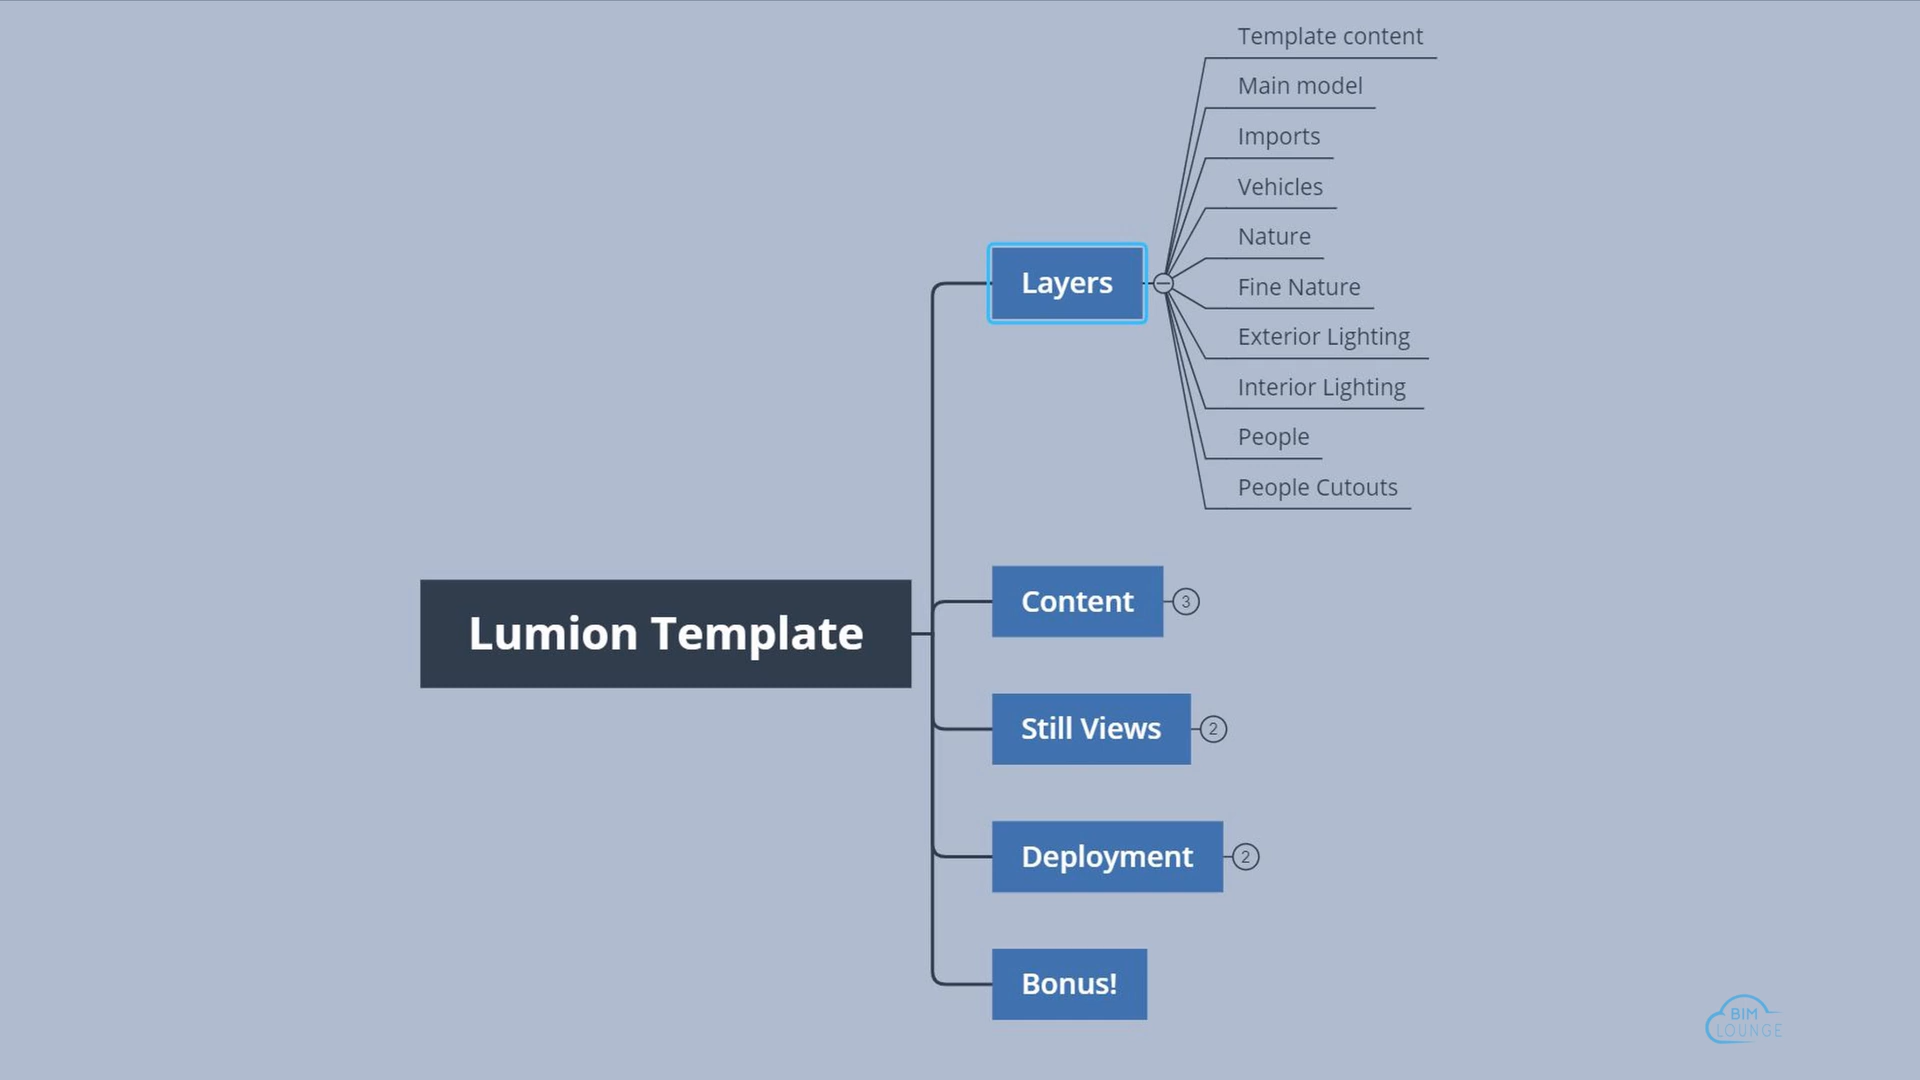 Template content
Main model
Imports
Vehicles
Nature
Layers
Fine Nature
Exterior Lighting
Interior Lighting
People
People Cutouts
Content
3
Lumion Template
Still Views
2
Deployment
2
Bonus!
BIM
LOUNGE